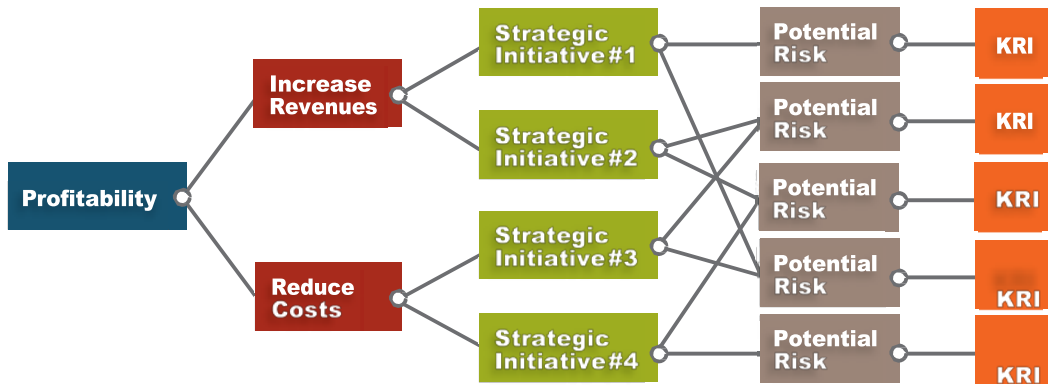 Profitability
Increase
Revenues
Reduce
Costs
Strategic
Initiative #1
Strategic
Initiative #2
Strategic
Initiative #3
Strategic
Initiative #4
Potential
Risk
Potential
Risk
Potential
Risk
Potential
Risk
Potential
Risk
KRI
KRI
KRI
KRI
KRI